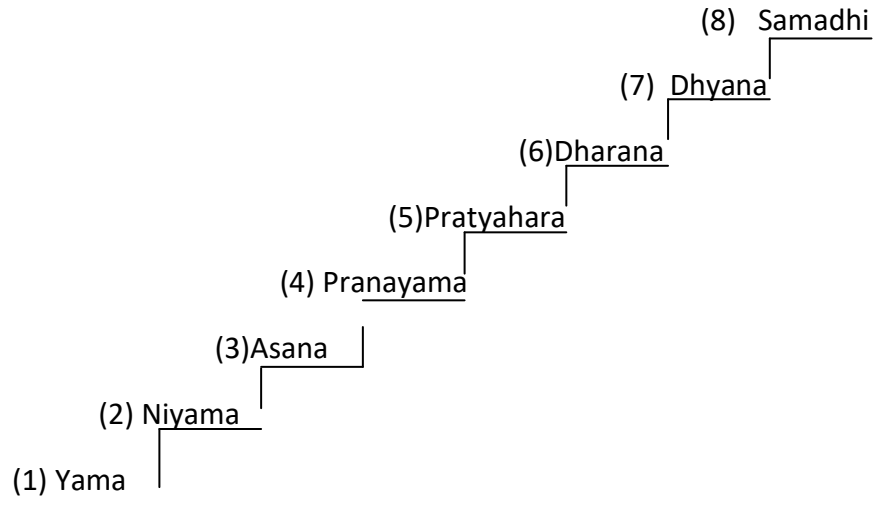 (8) Samadhi
(7) Dhyana
(6)Dharana
(5)Pratyahara
(4) Pranayama
(3)Asana
(2) Niyama
(1) Yama